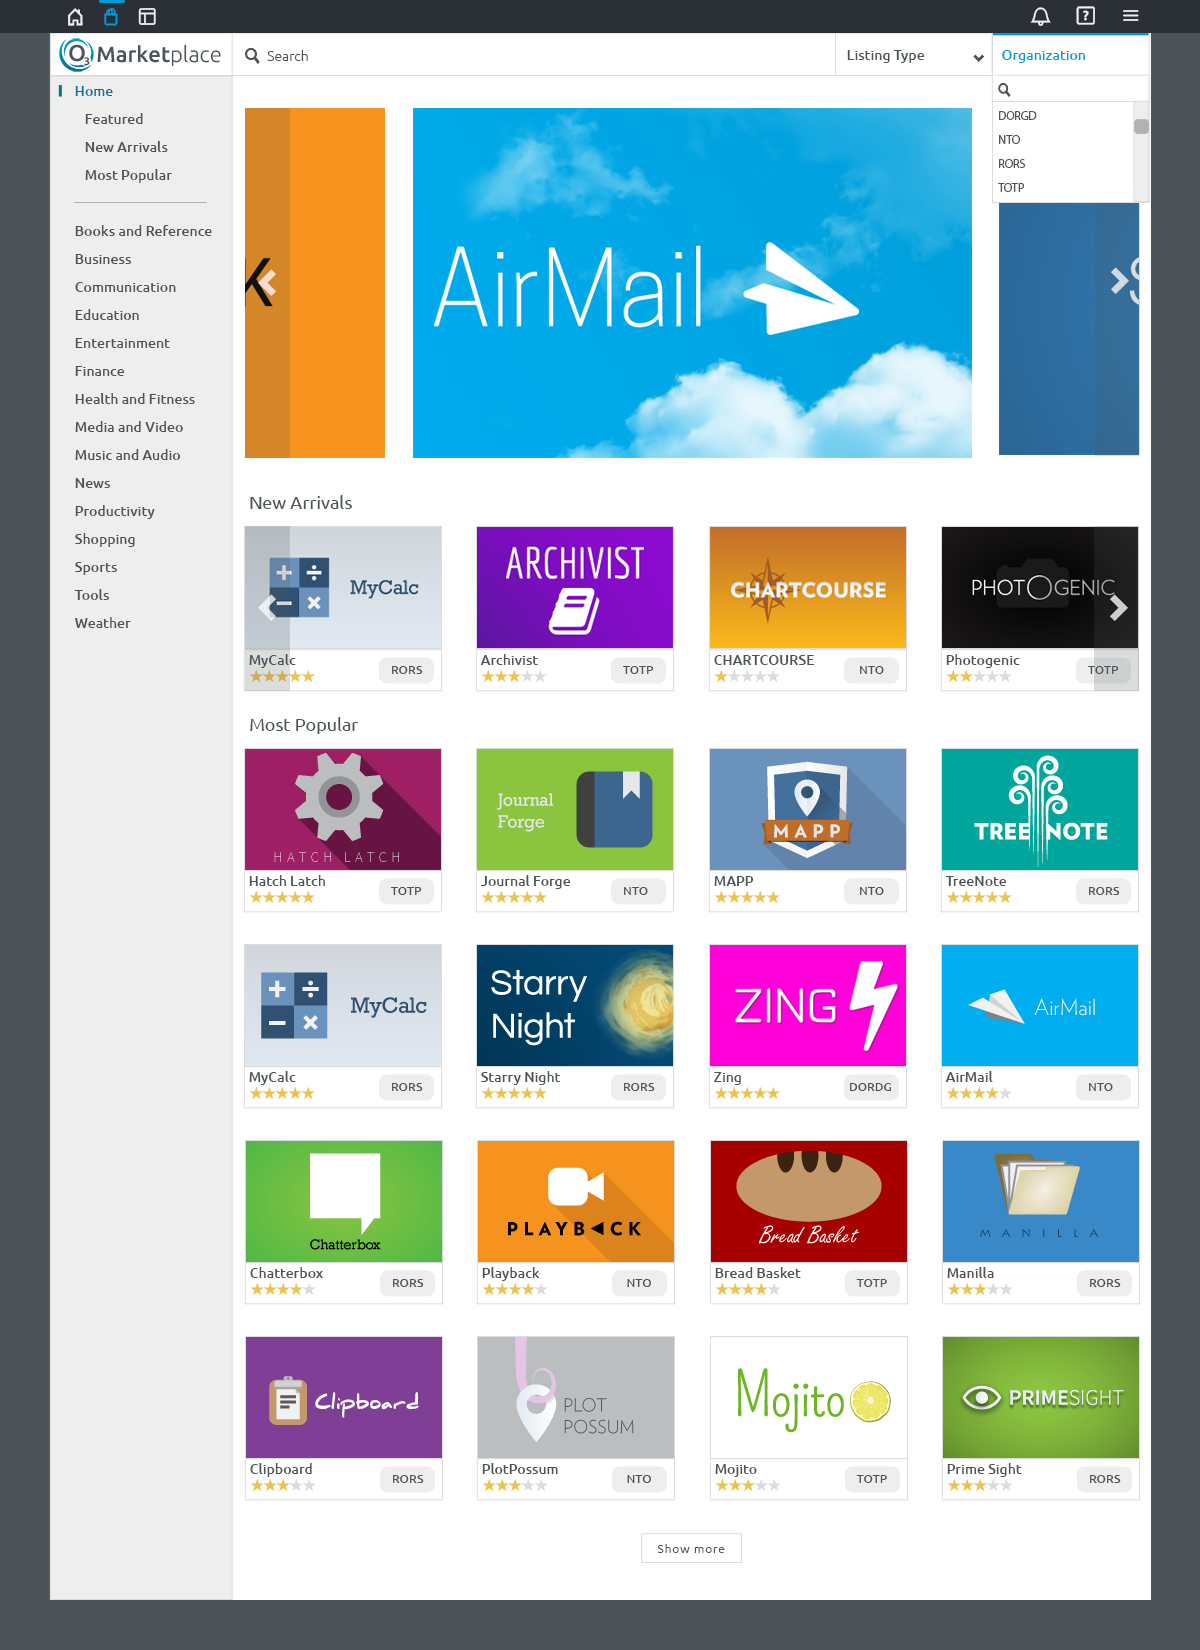 O3 Marketplace
Search
Listing Type
Organization
DORGD
NTO
RORS
TOTP
Home
Featured
New Arrivals
Most Popular
Books and Reference
Business
Communication
Education
Entertainment
Finance
Health and Fitness
Media and Video
Music and Audio
News
Productivity
Shopping
Sports
Tools
Weather
K
AirMail
S
New Arrivals
MyCalc
ARCHIVIST
CHARTCOURSE
PHOTOGENIC
MyCalc
RORS
Archivist
TOTP
CHARTCOURSE
NTO
Photogenic
TOTP
Most Popular
HATCH LATCH
Journal
Forge
MAPP
TREE NOTE
Hatch Latch
TOTP
Journal Forge
NTO
MAPP
NTO
TreeNote
RORS
MyCalc
Starry
Night
ZING
AirMail
MyCalc
RORS
Starry Night
RORS
Zing
DORDG
AirMail
NTO
Chatterbox
PLAYB◀CK
Bread Basket
MANILLA
Chatterbox
RORS
Playback
NTO
Bread Basket
TOTP
Manilla
RORS
Clipboard
PLOT
POSSUM
Mojito
PRIMESIGHT
Clipboard
RORS
PlotPossum
NTO
Mojito
TOTP
Prime Sight
RORS
Show more